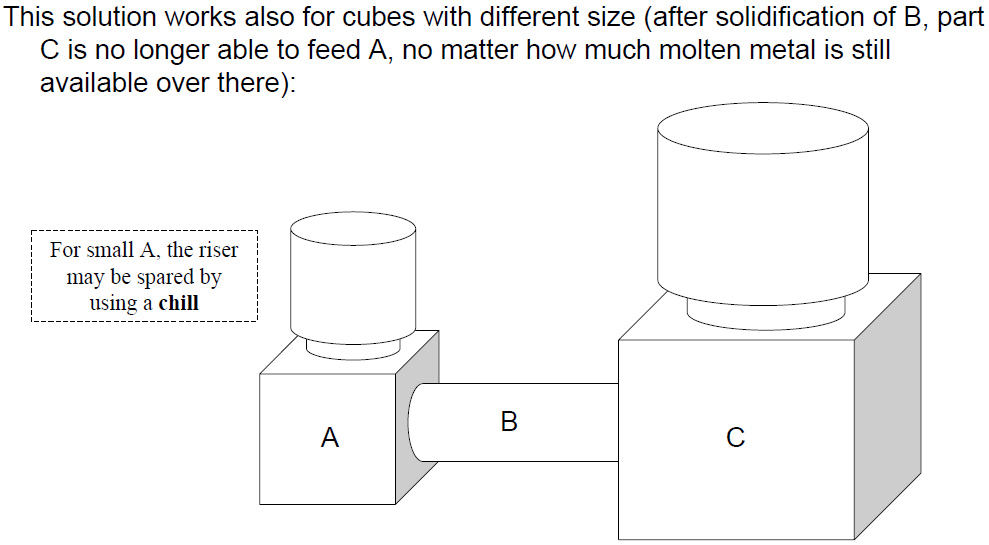 This solution works also for cubes with different size (after solidification of B, part
C is no longer able to feed A, no matter how much molten metal is still
available over there):
For small A, the riser
may be spared by
using a chill
A
B
C